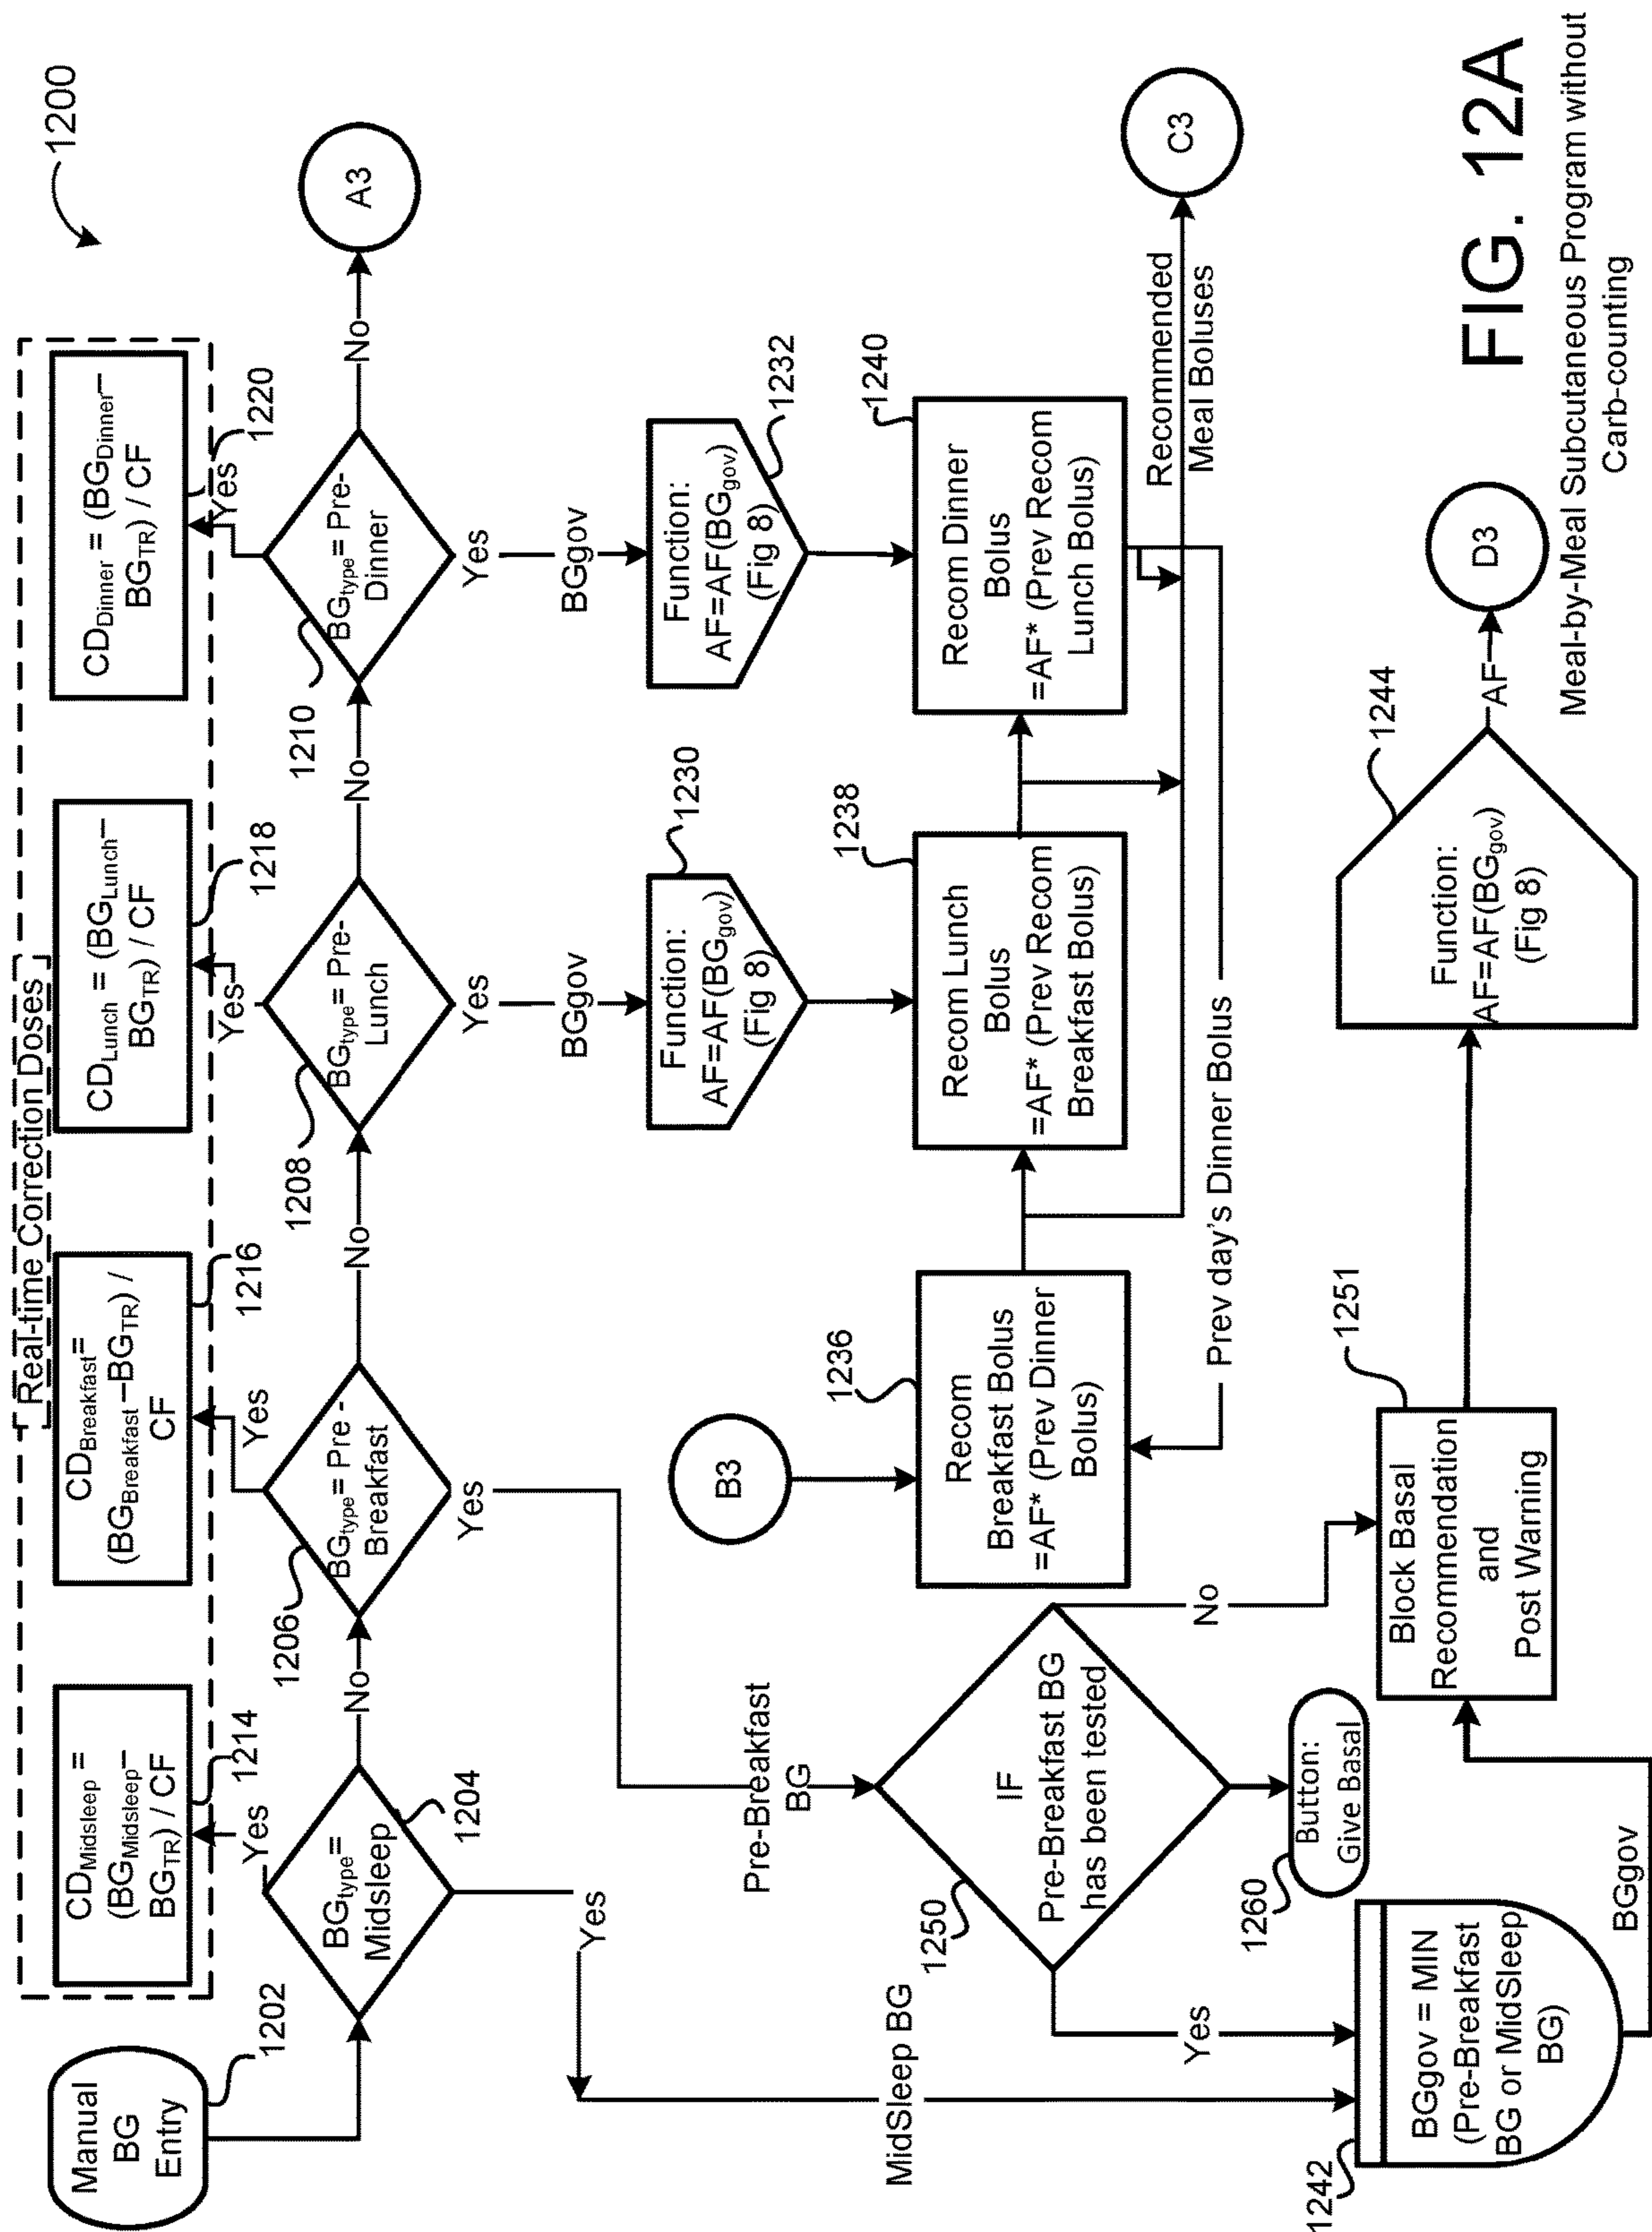 1200
Real-time Correction Doses
Manual
BG
Entry
1202
CDMidsleep=
(BGMidsleep–
BGTR) / CF
1214
CDBreakfast=
(BGBreakfast–BGTR) /
CF
1216
CDLunch = (BGLunch–
BGTR) / CF
1218
CDDinner = (BGDinner–
BGTR) / CF
1220
Yes
Yes
Yes
Yes
BGtype=
Midsleep
1204
No
1206
BGtype= Pre -
Breakfast
No
1208
BGtype= Pre-
Lunch
No
1210
BGtype= Pre-
Dinner
No
A3
Yes
Yes
Yes
Yes
BGgov
BGgov
Function:
AF=AF(BGgov)
(Fig 8)
1230
Function:
AF=AF(BGgov)
(Fig 8)
1232
MidSleep BG
Pre-Breakfast
BG
B3
1236
Recom
Breakfast Bolus
=AF* (Prev Dinner
Bolus)
1238
Recom Lunch
Bolus
=AF* (Prev Recom
Breakfast Bolus)
1240
Recom Dinner
Bolus
=AF* (Prev Recom
Lunch Bolus)
Recommended
Meal Boluses
C3
Prev day's Dinner Bolus
1250
IF
Pre-Breakfast BG
has been tested
No
Yes
1260
Button:
Give Basal
1242
BGgov = MIN
(Pre-Breakfast
BG or MidSleep
BG)
BGgov
1251
Block Basal
Recommendation
and
Post Warning
1244
Function:
AF=AF(BGgov)
(Fig 8)
AF
D3
FIG. 12A
Meal-by-Meal Subcutaneous Program without
Carb-counting